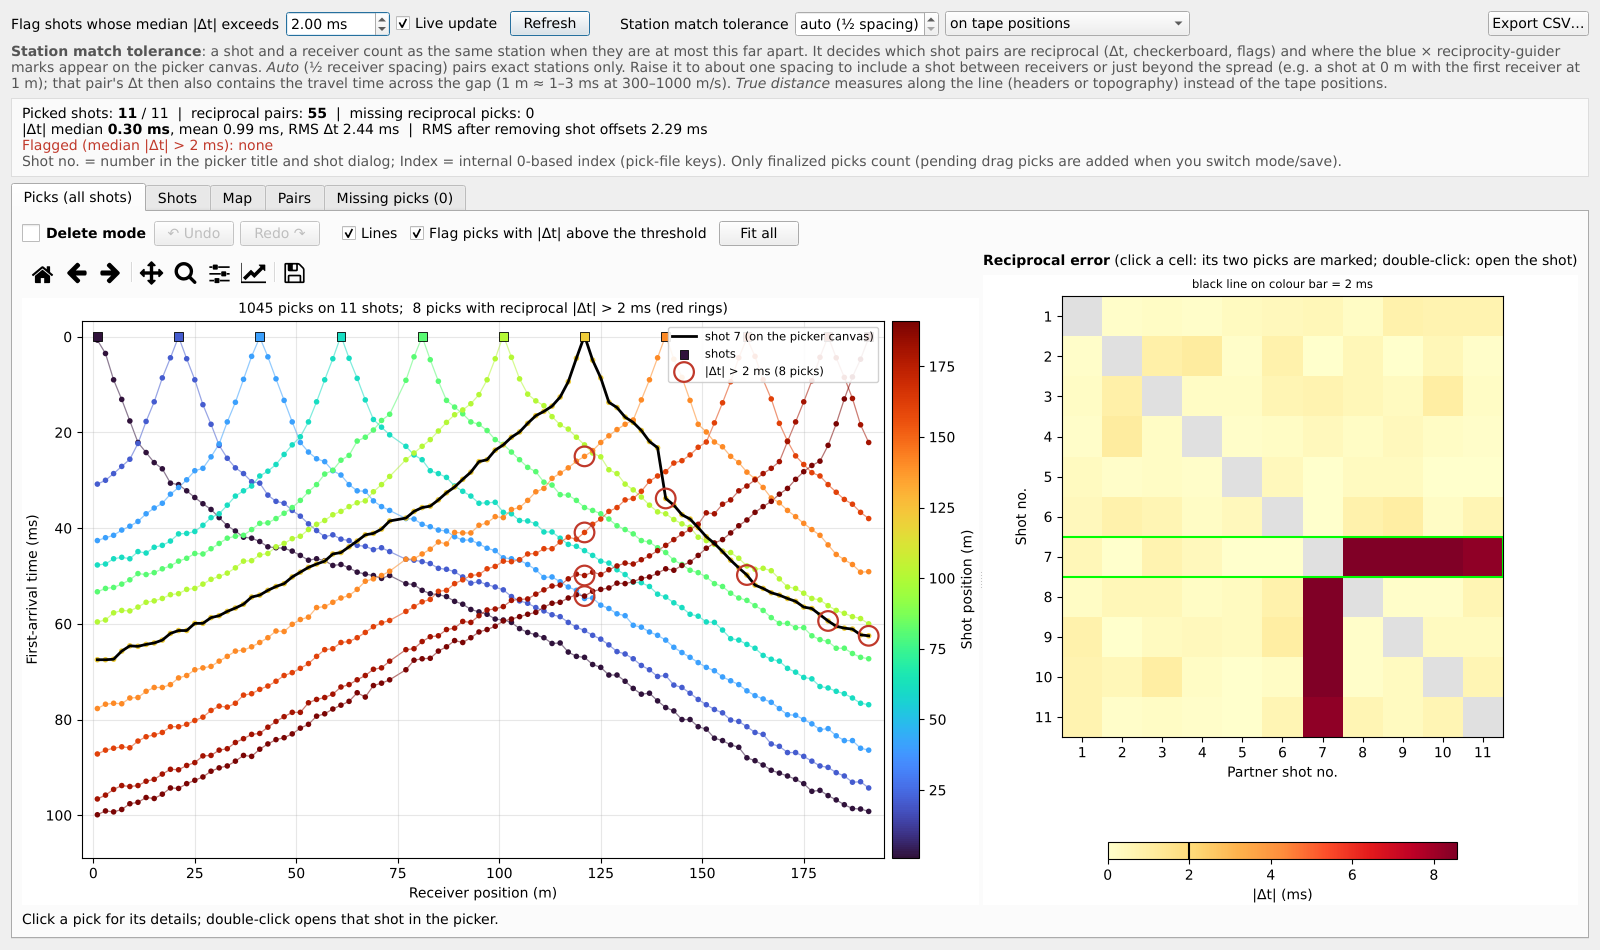 Flag shots whose median |Δt| exceeds 2.00 ms Live update Refresh Station match tolerance auto (½ spacing) on tape positions Export CSV...
Station match tolerance: a shot and a receiver count as the same station when they are at most this far apart. It decides which shot pairs are reciprocal (Δt, checkerboard, flags) and where the blue × reciprocity-guider
marks appear on the picker canvas. Auto (½ receiver spacing) pairs exact stations only. Raise it to about one spacing to include a shot between receivers or just beyond the spread (e.g. a shot at 0 m with the first receiver at
1 m); that pair's Δt then also contains the travel time across the gap (1 m ≈ 1–3 ms at 300–1000 m/s). True distance measures along the line (headers or topography) instead of the tape positions.
Picked shots: 11 / 11 | reciprocal pairs: 55 | missing reciprocal picks: 0
|Δt| median 0.30 ms, mean 0.99 ms, RMS Δt 2.44 ms | RMS after removing shot offsets 2.29 ms
Flagged (median |Δt| > 2 ms): none
Shot no. = number in the picker title and shot dialog; Index = internal 0-based index (pick-file keys). Only finalized picks count (pending drag picks are added when you switch mode/save).
Picks (all shots) Shots Map Pairs Missing picks (0)
Delete mode ↶ Undo Redo ↷ Lines Flag picks with |Δt| above the threshold Fit all
1045 picks on 11 shots; 8 picks with reciprocal |Δt| > 2 ms (red rings)
shot 7 (on the picker canvas)
shots
|Δt| > 2 ms (8 picks)
First-arrival time (ms)
0
20
40
60
80
100
0 25 50 75 100 125 150 175
Receiver position (m)
175
150
125
100
75
50
25
Shot position (m)
Reciprocal error (click a cell: its two picks are marked; double-click: open the shot)
black line on colour bar = 2 ms
Shot no.
1
2
3
4
5
6
7
8
9
10
11
1 2 3 4 5 6 7 8 9 10 11
Partner shot no.
0 2 4 6 8
|Δt| (ms)
Click a pick for its details; double-click opens that shot in the picker.